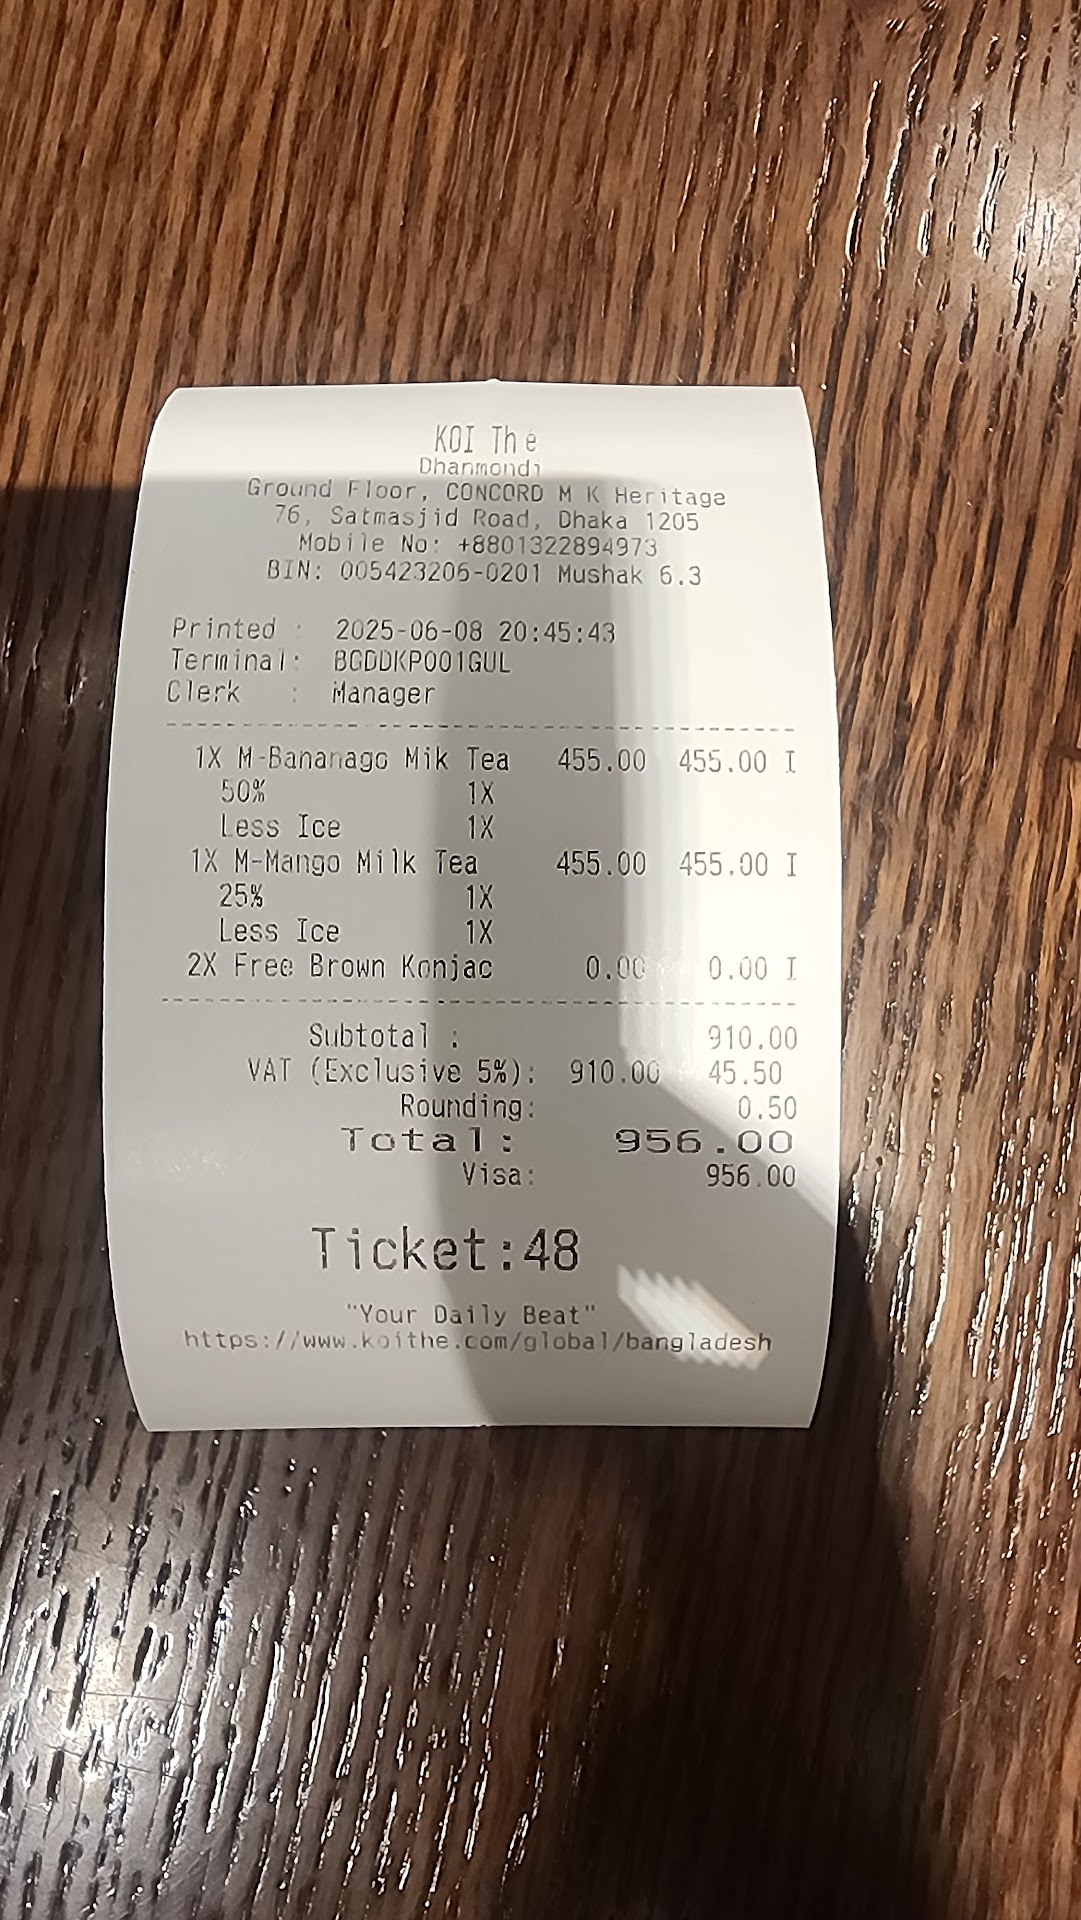 KOI Thé
Dhanmondi
Ground Floor, CONCORD M K Heritage
76, Satmasjid Road, Dhaka 1205
Mobile No: +8801322894973
BIN: 005423206-0201 Mushak 6.3
Printed : 2025-06-08 20:45:43
Terminal: BGDDKP001GUL
Clerk : Manager
1X M-Bananago Mik Tea 455.00 455.00 I
50% 1X
Less Ice 1X
1X M-Mango Milk Tea 455.00 455.00 I
25% 1X
Less Ice 1X
2X Free Brown Konjac 0.00 0.00 I
Subtotal : 910.00
VAT (Exclusive 5%): 910.00 45.50
Rounding: 0.50
Total: 956.00
Visa: 956.00
Ticket:48
"Your Daily Beat"
https://www.koithe.com/global/bangladesh